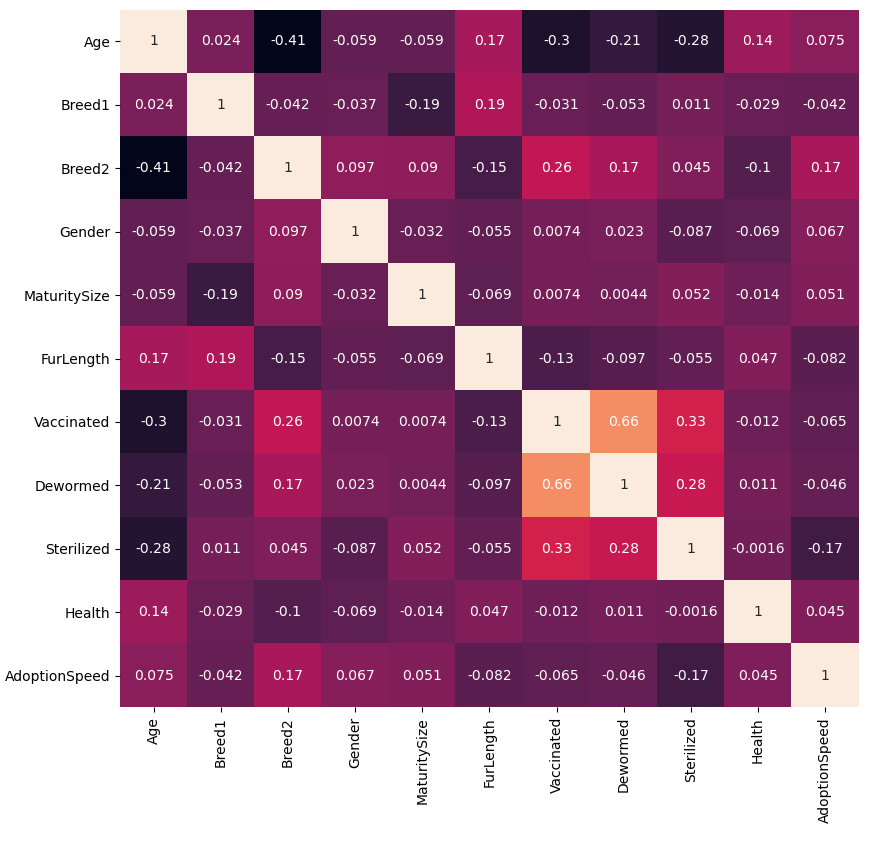 Age 1 0.024 -0.41 -0.059 -0.059 0.17 -0.3 -0.21 -0.28 0.14 0.075
Breed1 0.024 1 -0.042 -0.037 -0.19 0.19 -0.031 -0.053 0.011 -0.029 -0.042
Breed2 -0.41 -0.042 1 0.097 0.09 -0.15 0.26 0.17 0.045 -0.1 0.17
Gender -0.059 -0.037 0.097 1 -0.032 -0.055 0.0074 0.023 -0.087 -0.069 0.067
MaturitySize -0.059 -0.19 0.09 -0.032 1 -0.069 0.0074 0.0044 0.052 -0.014 0.051
FurLength 0.17 0.19 -0.15 -0.055 -0.069 1 -0.13 -0.097 -0.055 0.047 -0.082
Vaccinated -0.3 -0.031 0.26 0.0074 0.0074 -0.13 1 0.66 0.33 -0.012 -0.065
Dewormed -0.21 -0.053 0.17 0.023 0.0044 -0.097 0.66 1 0.28 0.011 -0.046
Sterilized -0.28 0.011 0.045 -0.087 0.052 -0.055 0.33 0.28 1 -0.0016 -0.17
Health 0.14 -0.029 -0.1 -0.069 -0.014 0.047 -0.012 0.011 -0.0016 1 0.045
AdoptionSpeed 0.075 -0.042 0.17 0.067 0.051 -0.082 -0.065 -0.046 -0.17 0.045 1
Age Breed1 Breed2 Gender MaturitySize FurLength Vaccinated Dewormed Sterilized Health AdoptionSpeed